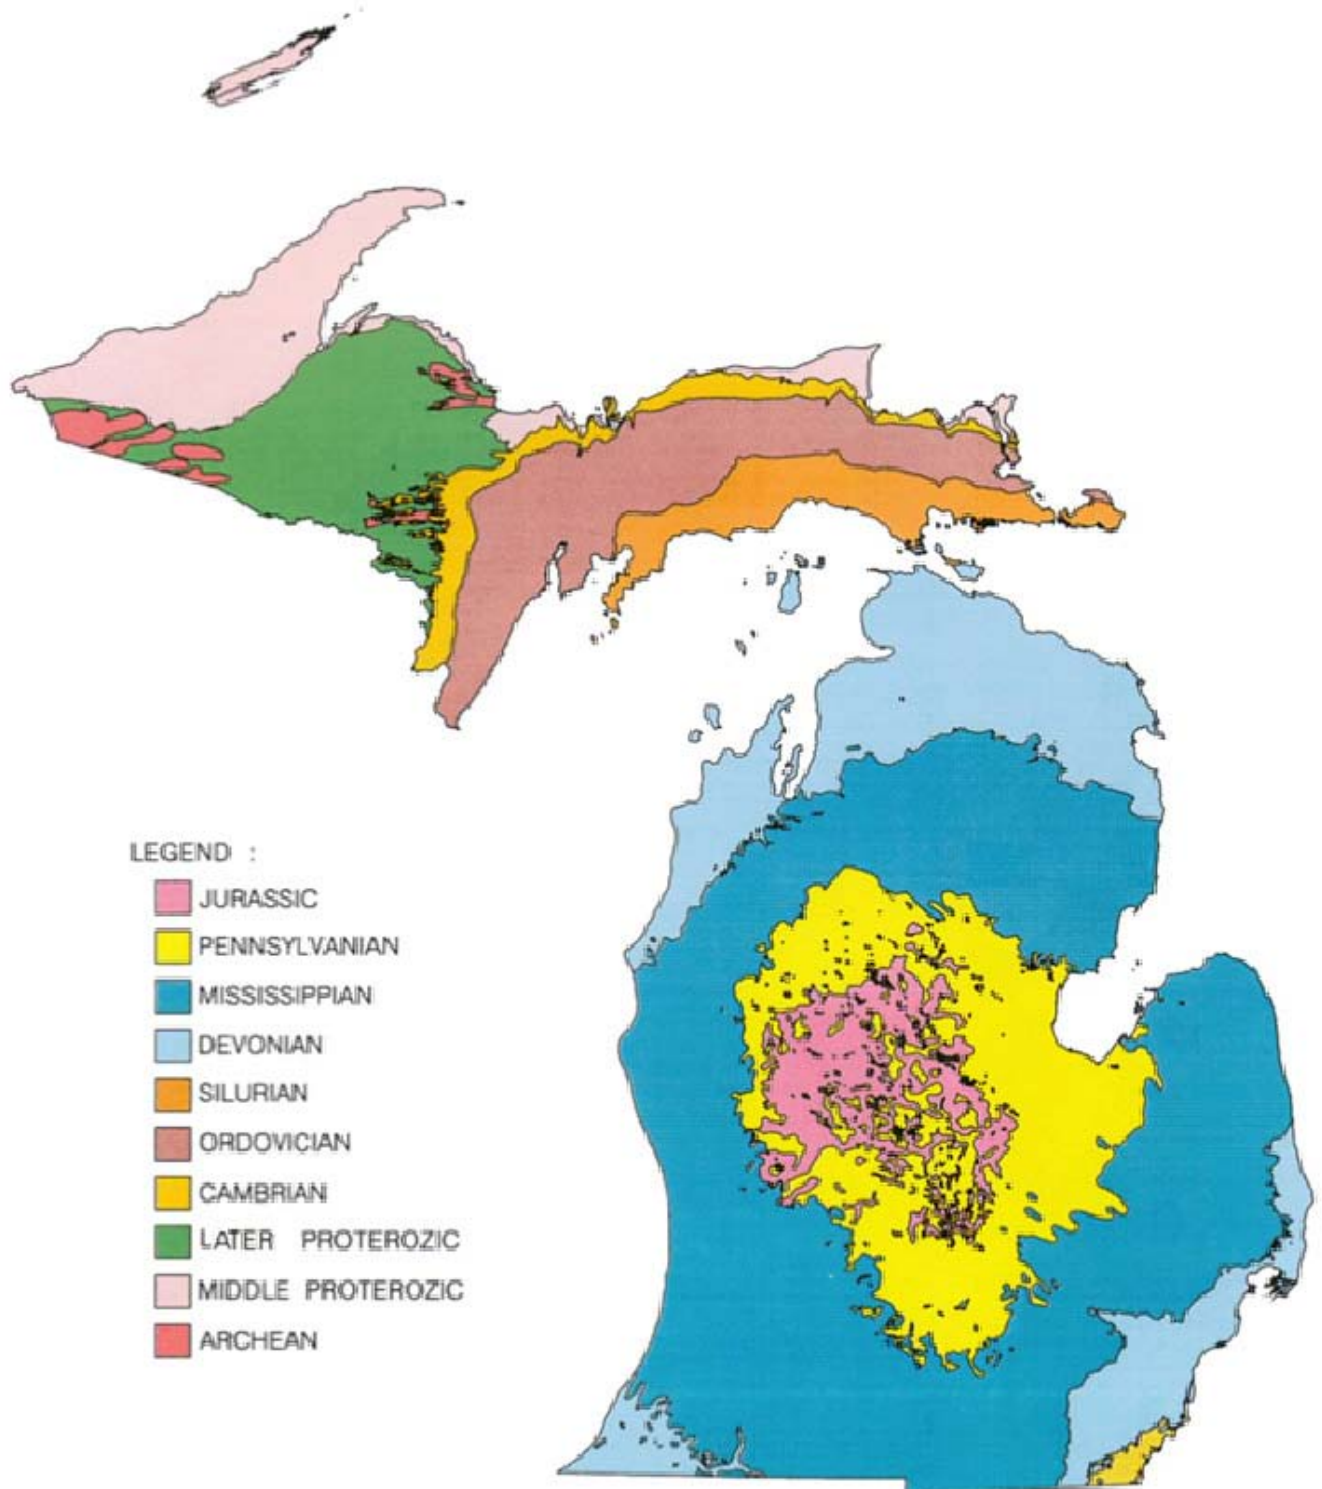 LEGEND :
JURASSIC
PENNSYLVANIAN
MISSISSIPPIAN
DEVONIAN
SILURIAN
ORDOVICIAN
CAMBRIAN
LATER PROTEROZIC
MIDDLE PROTEROZIC
ARCHEAN